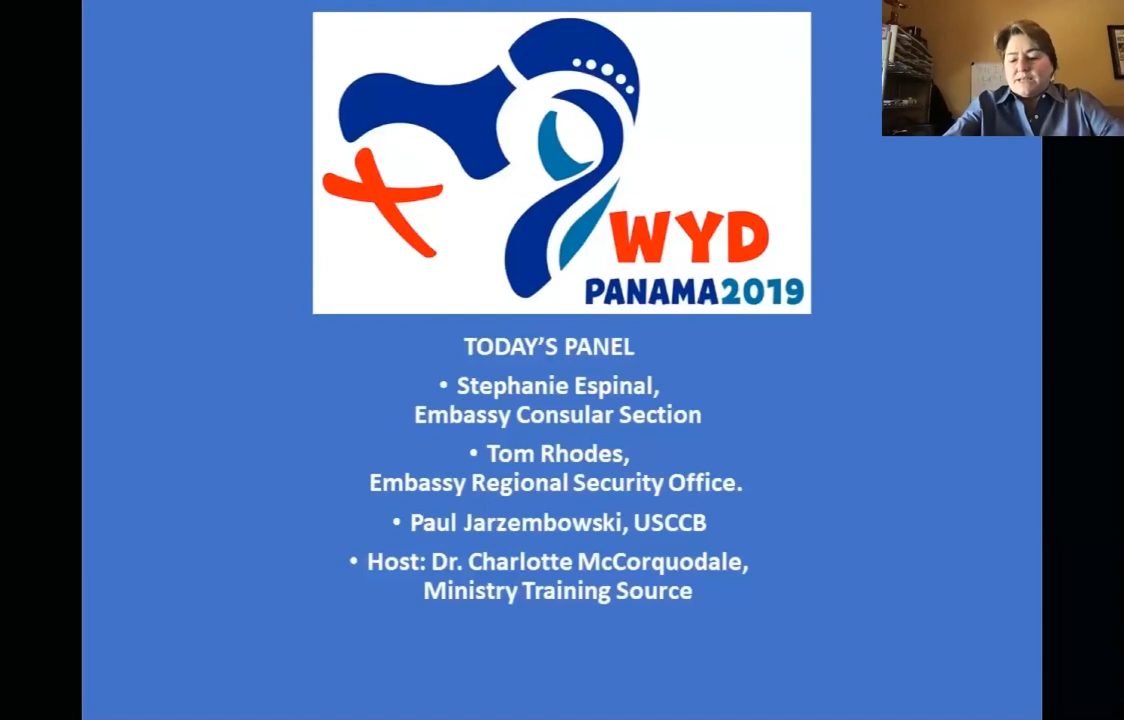 WYD
PANAMA2019
TODAY'S PANEL
• Stephanie Espinal,
Embassy Consular Section
• Tom Rhodes,
Embassy Regional Security Office.
• Paul Jarzembowski, USCCB
• Host: Dr. Charlotte McCorquodale,
Ministry Training Source